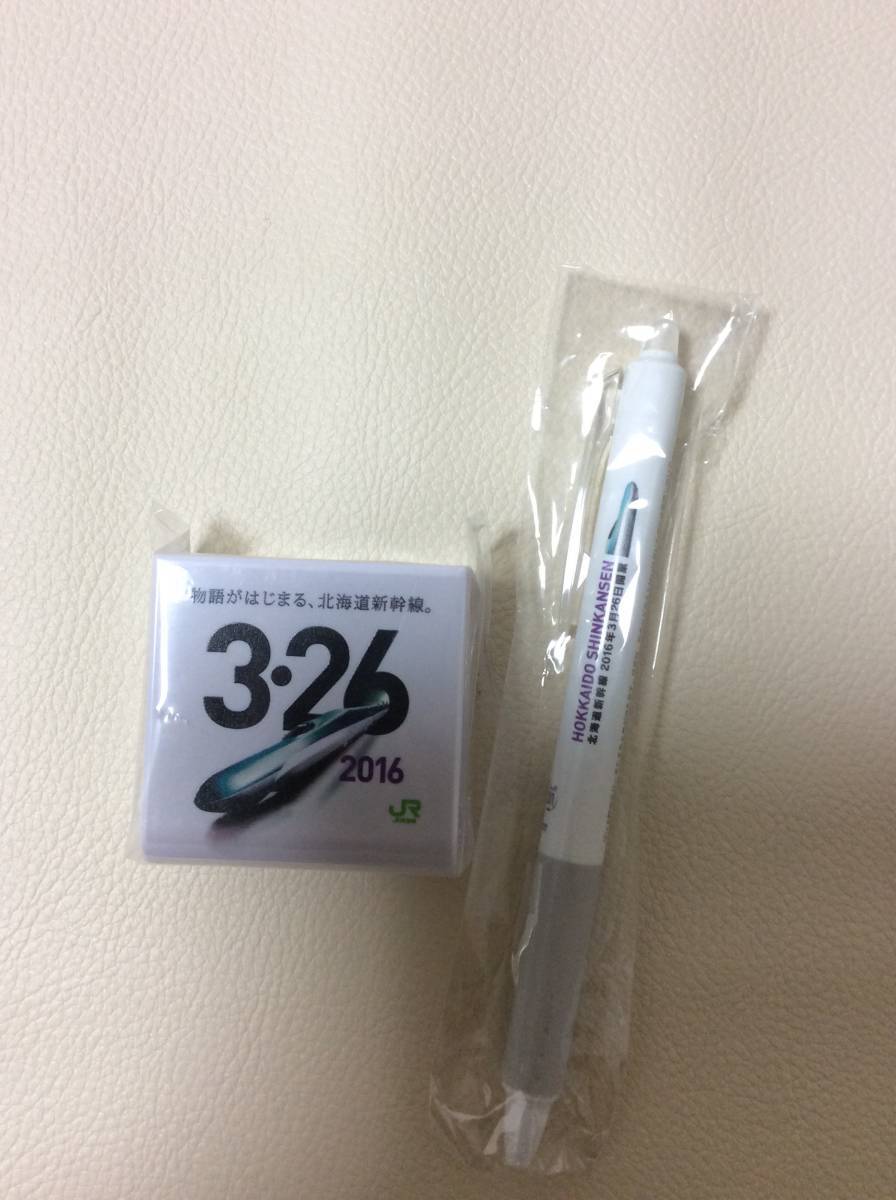 物語がはじまる、北海道新幹線。
3・26
2016
JR
HOKKAIDO SHINKANSEN
北海道新幹線 2016年3月26日開業